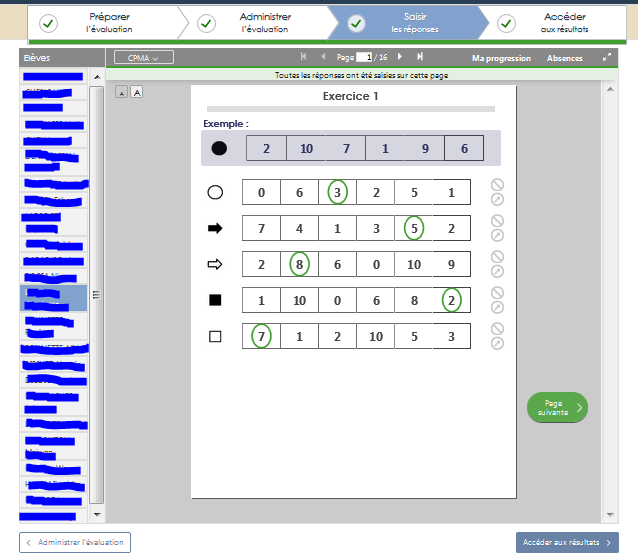 Préparer
l'évaluation
Administrer
l'évaluation
Saisir
les réponses
Accéder
aux résultats
Elèves
CPMA
Page 1 / 16
Ma progression
Absences
Toutes les réponses ont été saisies sur cette page
A A
Exercice 1
Exemple :
2 10 7 1 9 6
0 6 3 2 5 1
7 4 1 3 5 2
2 8 6 0 10 9
1 10 0 6 8 2
7 1 2 10 5 3
Page
suivante
Administrer l'évaluation
Accéder aux résultats